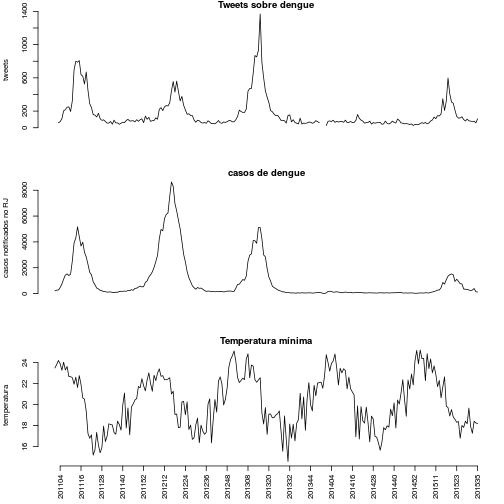 Tweets sobre dengue
tweets
0 200 600 1000 1400
casos de dengue
casos notificados no RJ
0 2000 4000 6000 8000
Temperatura mínima
temperatura
16 18 20 22 24
201104 201116 201128 201140 201152 201212 201224 201236 201248 201308 201320 201332 201344 201404 201416 201428 201440 201452 201511 201523 201535